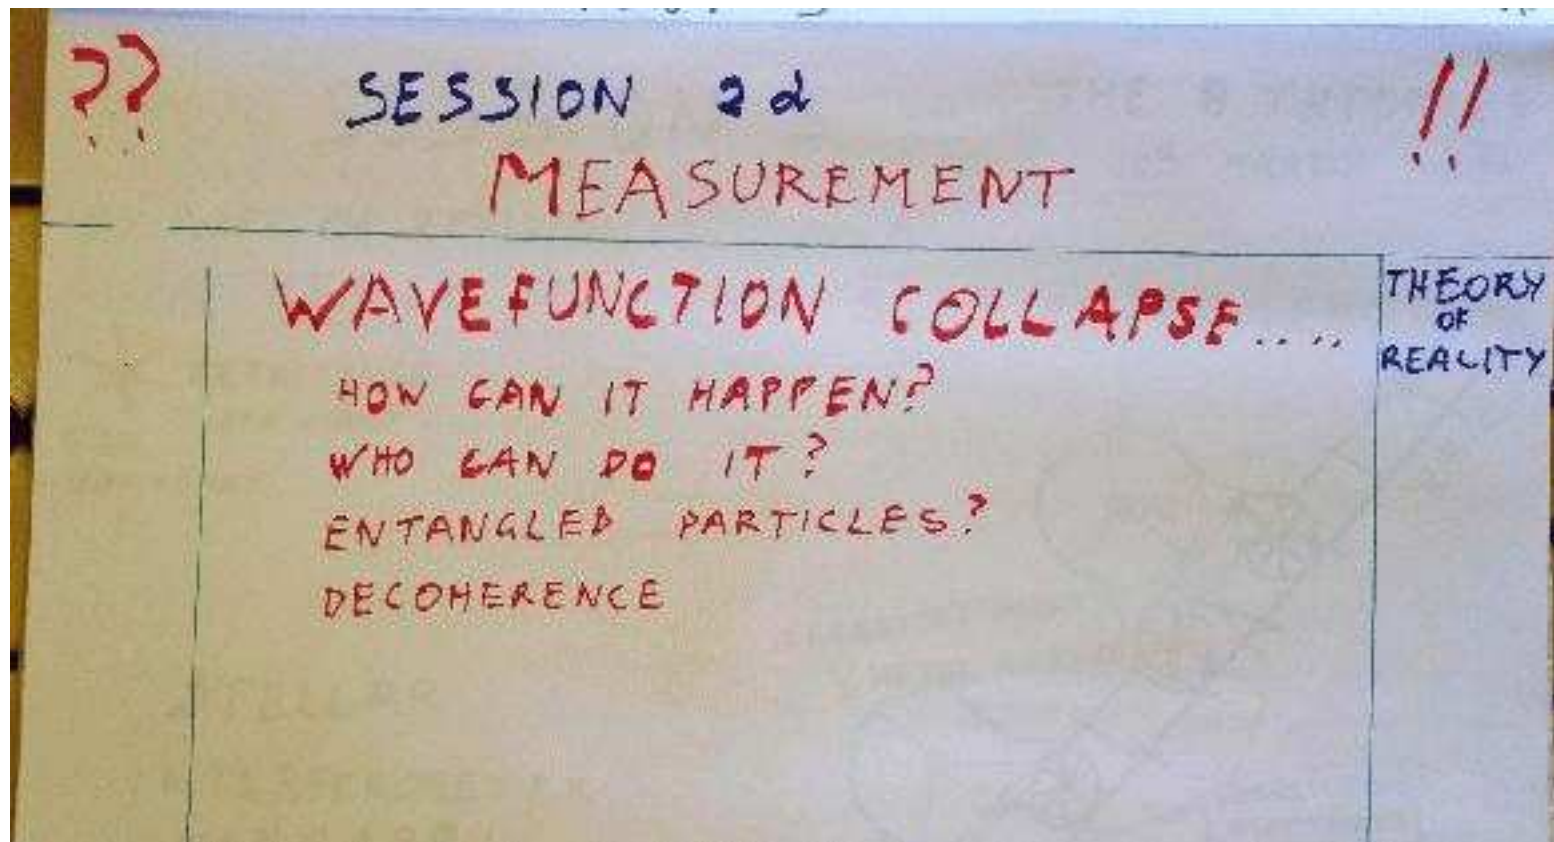 ??
SESSION 2d
!!
MEASUREMENT
WAVEFUNCTION COLLAPSE....
HOW CAN IT HAPPEN?
WHO CAN DO IT?
ENTANGLED PARTICLES?
DECOHERENCE
THEORY
OF
REALITY